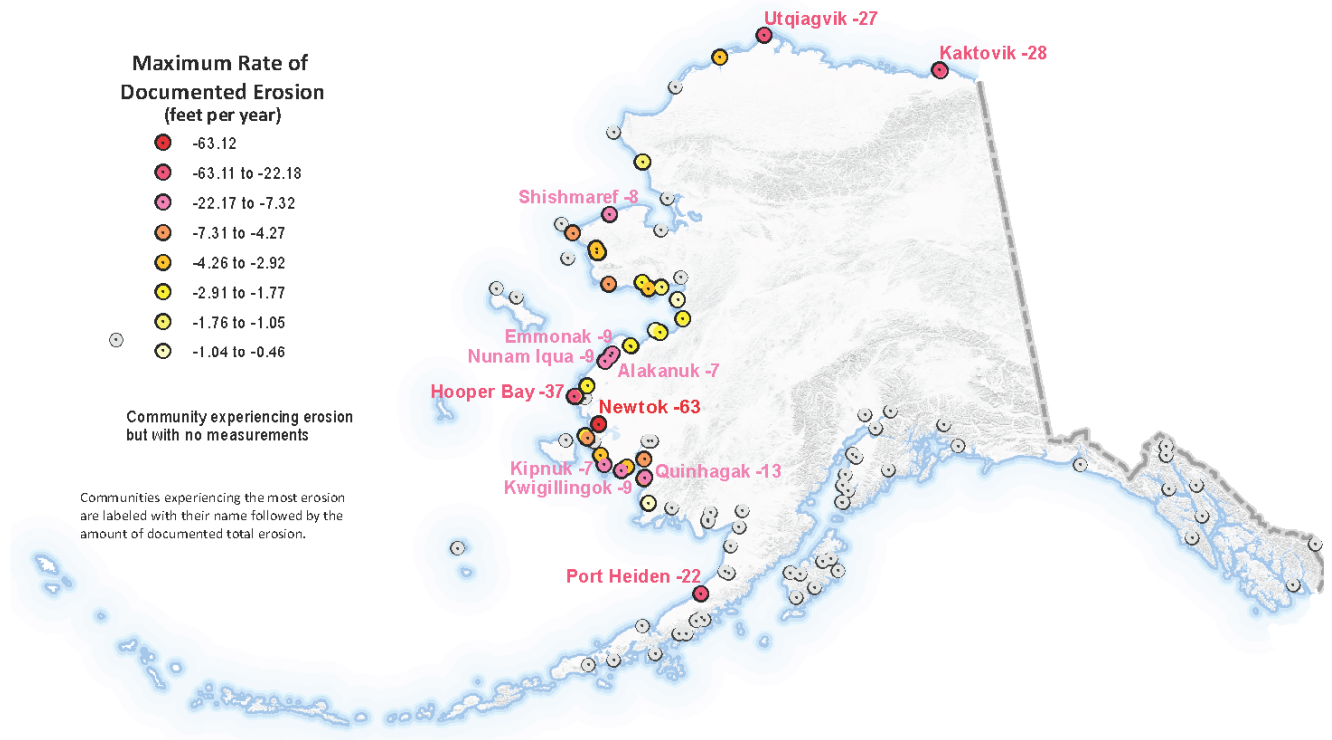 Maximum Rate of
Documented Erosion
(feet per year)
-63.12
-63.11 to -22.18
-22.17 to -7.32
-7.31 to -4.27
-4.26 to -2.92
-2.91 to -1.77
-1.76 to -1.05
-1.04 to -0.46
Community experiencing erosion
but with no measurements
Communities experiencing the most erosion
are labeled with their name followed by the
amount of documented total erosion.
Utqiagvik -27
Kaktovik -28
Shishmaref -8
Emmonak -9
Nunam Iqua -9
Alakanuk -7
Hooper Bay -37
Newtok -63
Kipnuk -7
Quinhagak -13
Kwigillingok -9
Port Heiden -22